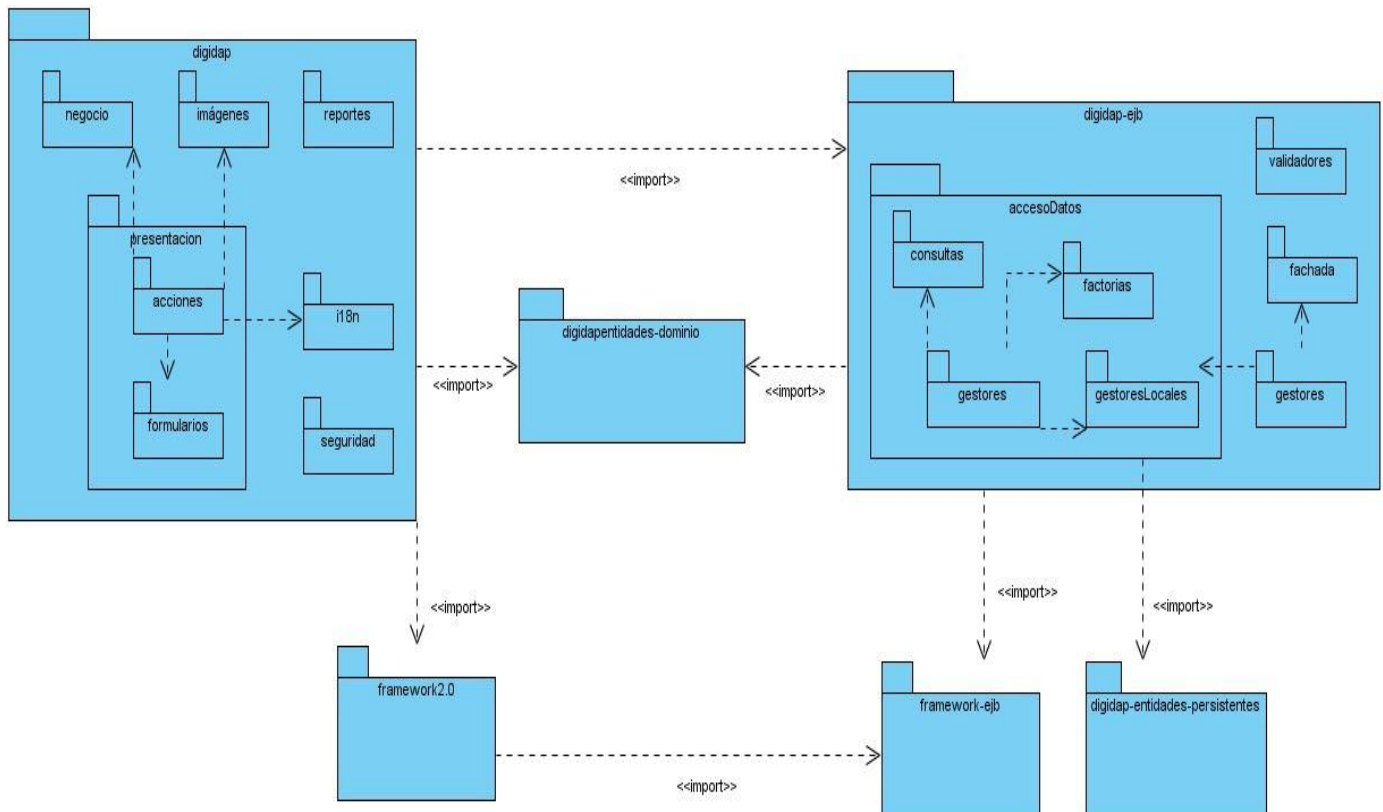 digidap
negocio
imágenes
reportes
presentacion
acciones
i18n
formularios
seguridad
<<import>>
digidap-ejb
validadores
accesoDatos
consultas
factorias
fachada
gestores
gestoresLocales
gestores
digidapentidades-dominio
<<import>>
<<import>>
<<import>>
<<import>>
<<import>>
framework2.0
framework-ejb
digidap-entidades-persistentes
<<import>>